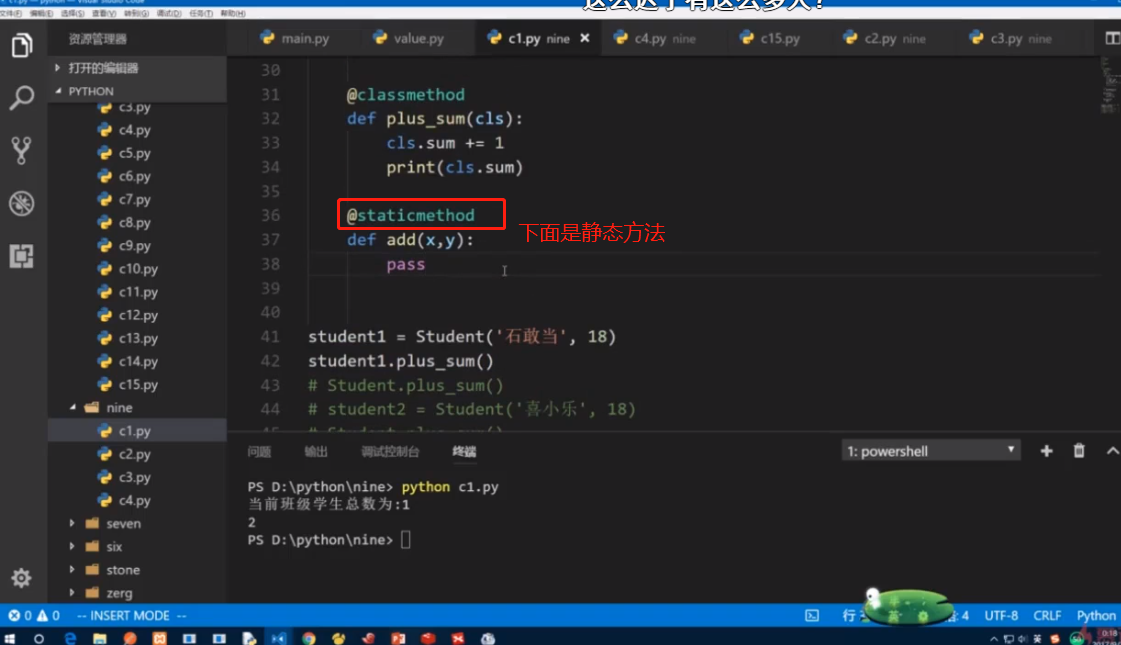 文件(F) 编辑(E) 选择(S) 查看(V) 转到(G) 调试(D) 任务(T) 帮助(H)
这么迟了有这么多人！
资源管理器
main.py
value.py
c1.py nine
c4.py nine
c15.py
c2.py nine
c3.py nine
打开的编辑器
PYTHON
c3.py
c4.py
c5.py
c6.py
c7.py
c8.py
c9.py
c10.py
c11.py
c12.py
c13.py
c14.py
c15.py
nine
c1.py
c2.py
c3.py
c4.py
seven
six
stone
zerg
30
31 @classmethod
32 def plus_sum(cls):
33 cls.sum += 1
34 print(cls.sum)
35
36 @staticmethod
下面是静态方法
37 def add(x,y):
38 pass
39
40
41 student1 = Student('石敢当', 18)
42 student1.plus_sum()
43 # Student.plus_sum()
44 # student2 = Student('喜小乐', 18)
问题 输出 调试控制台 终端
1: powershell
PS D:\python\nine> python c1.py
当前班级学生总数为:1
2
PS D:\python\nine>
0 0 -- INSERT MODE --
行 : 4 UTF-8 CRLF Python
英
0:18